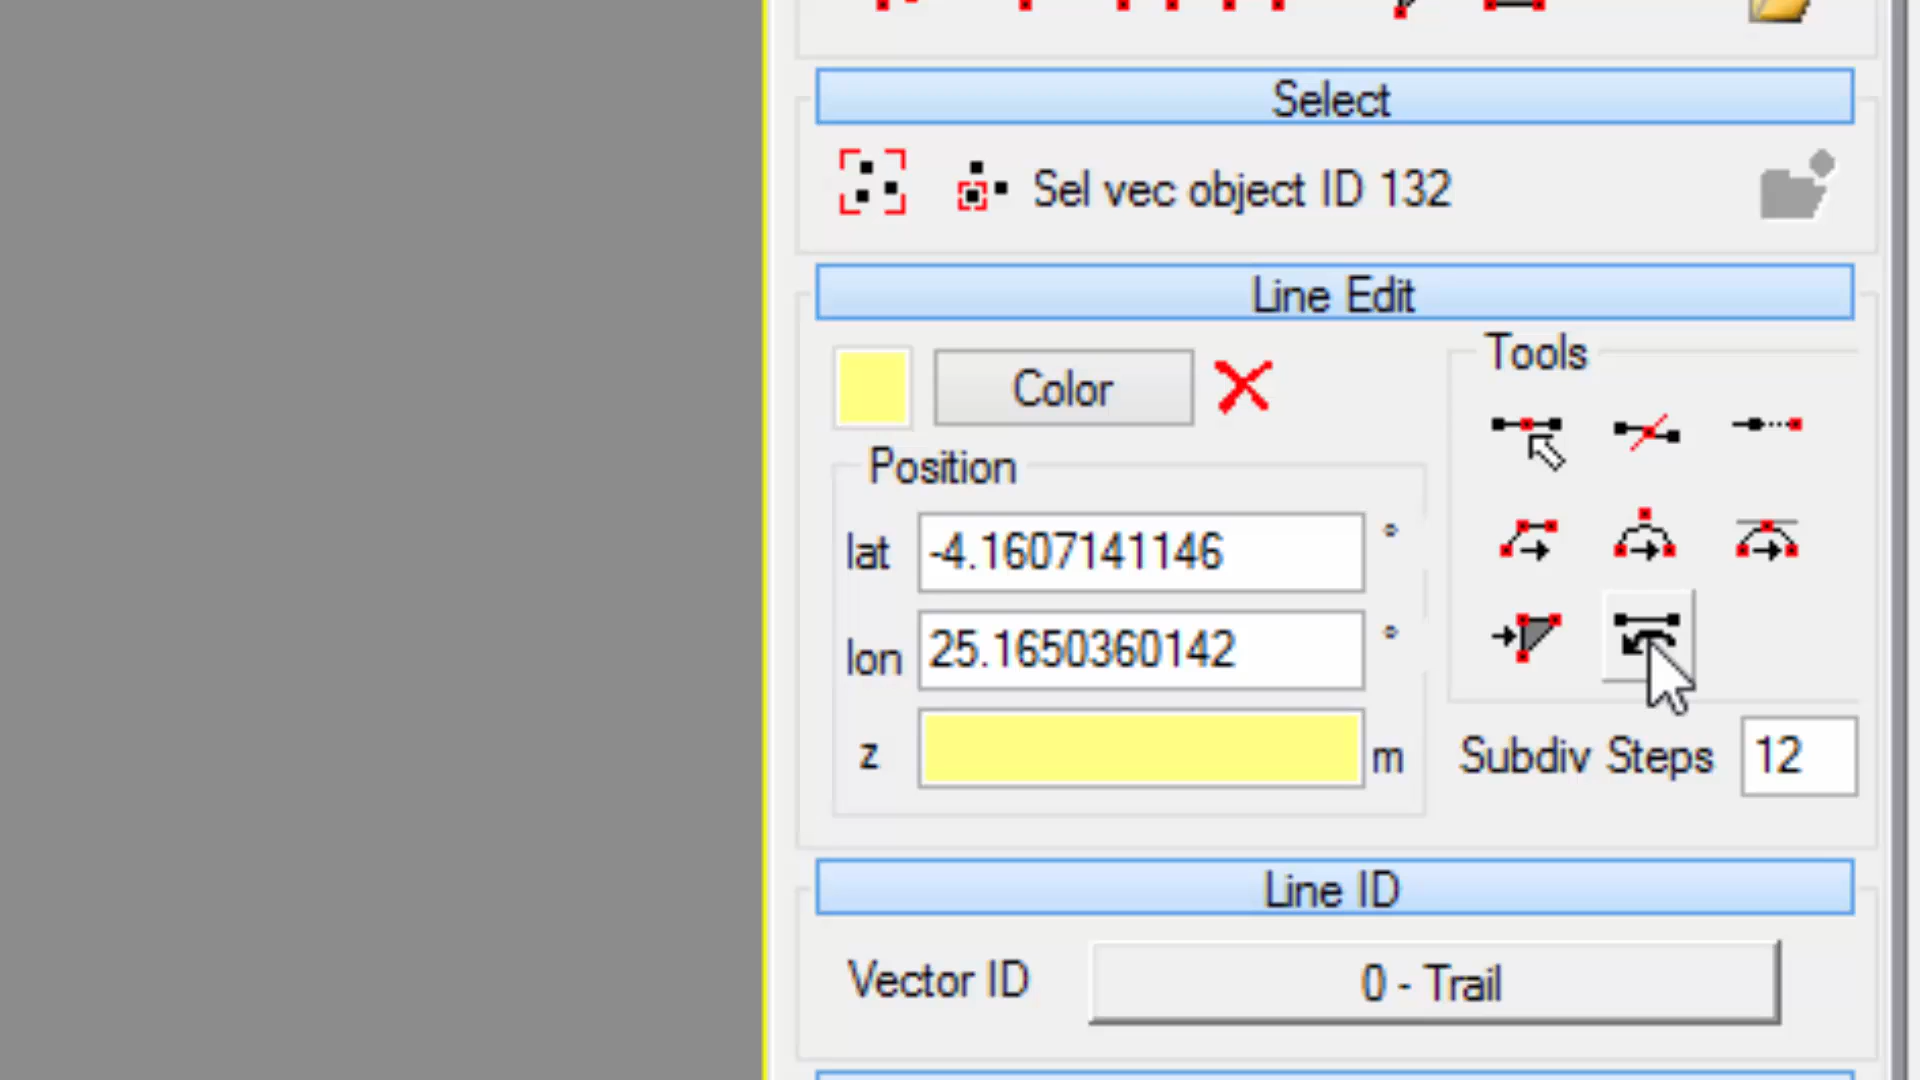 Select
Sel vec object ID 132
Line Edit
Color
Tools
Position
lat -4.1607141146 °
lon 25.1650360142 °
z m
Subdiv Steps 12
Line ID
Vector ID 0 - Trail